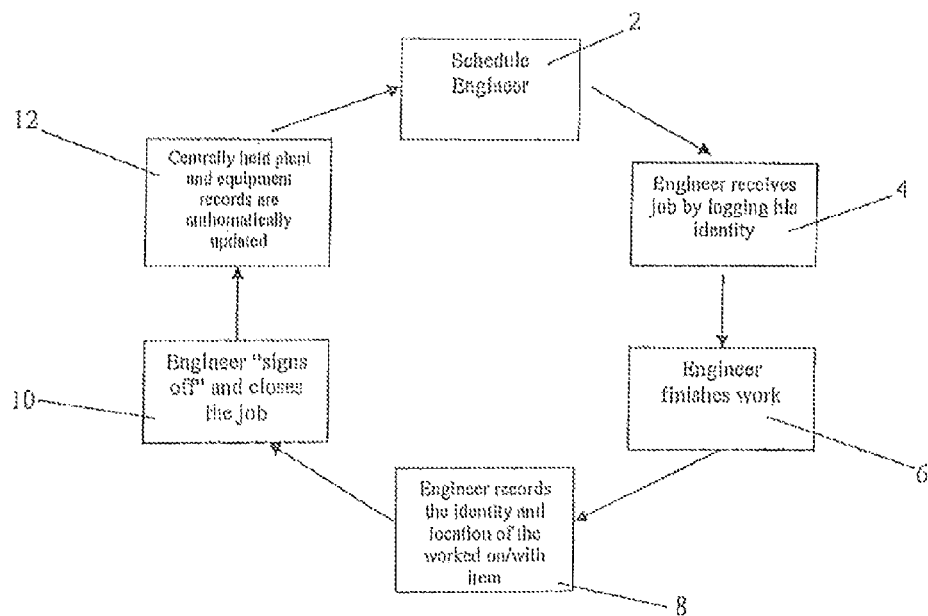 2
Schedule
Engineer
12
Centrally held plant
and equipment
records are
authomatically
updated
Engineer receives
job by logging his
identity
4
Engineer "signs
off" and closes
the job
10
Engineer
finishes work
6
Engineer records
the identity and
location of the
worked on/with
item
8